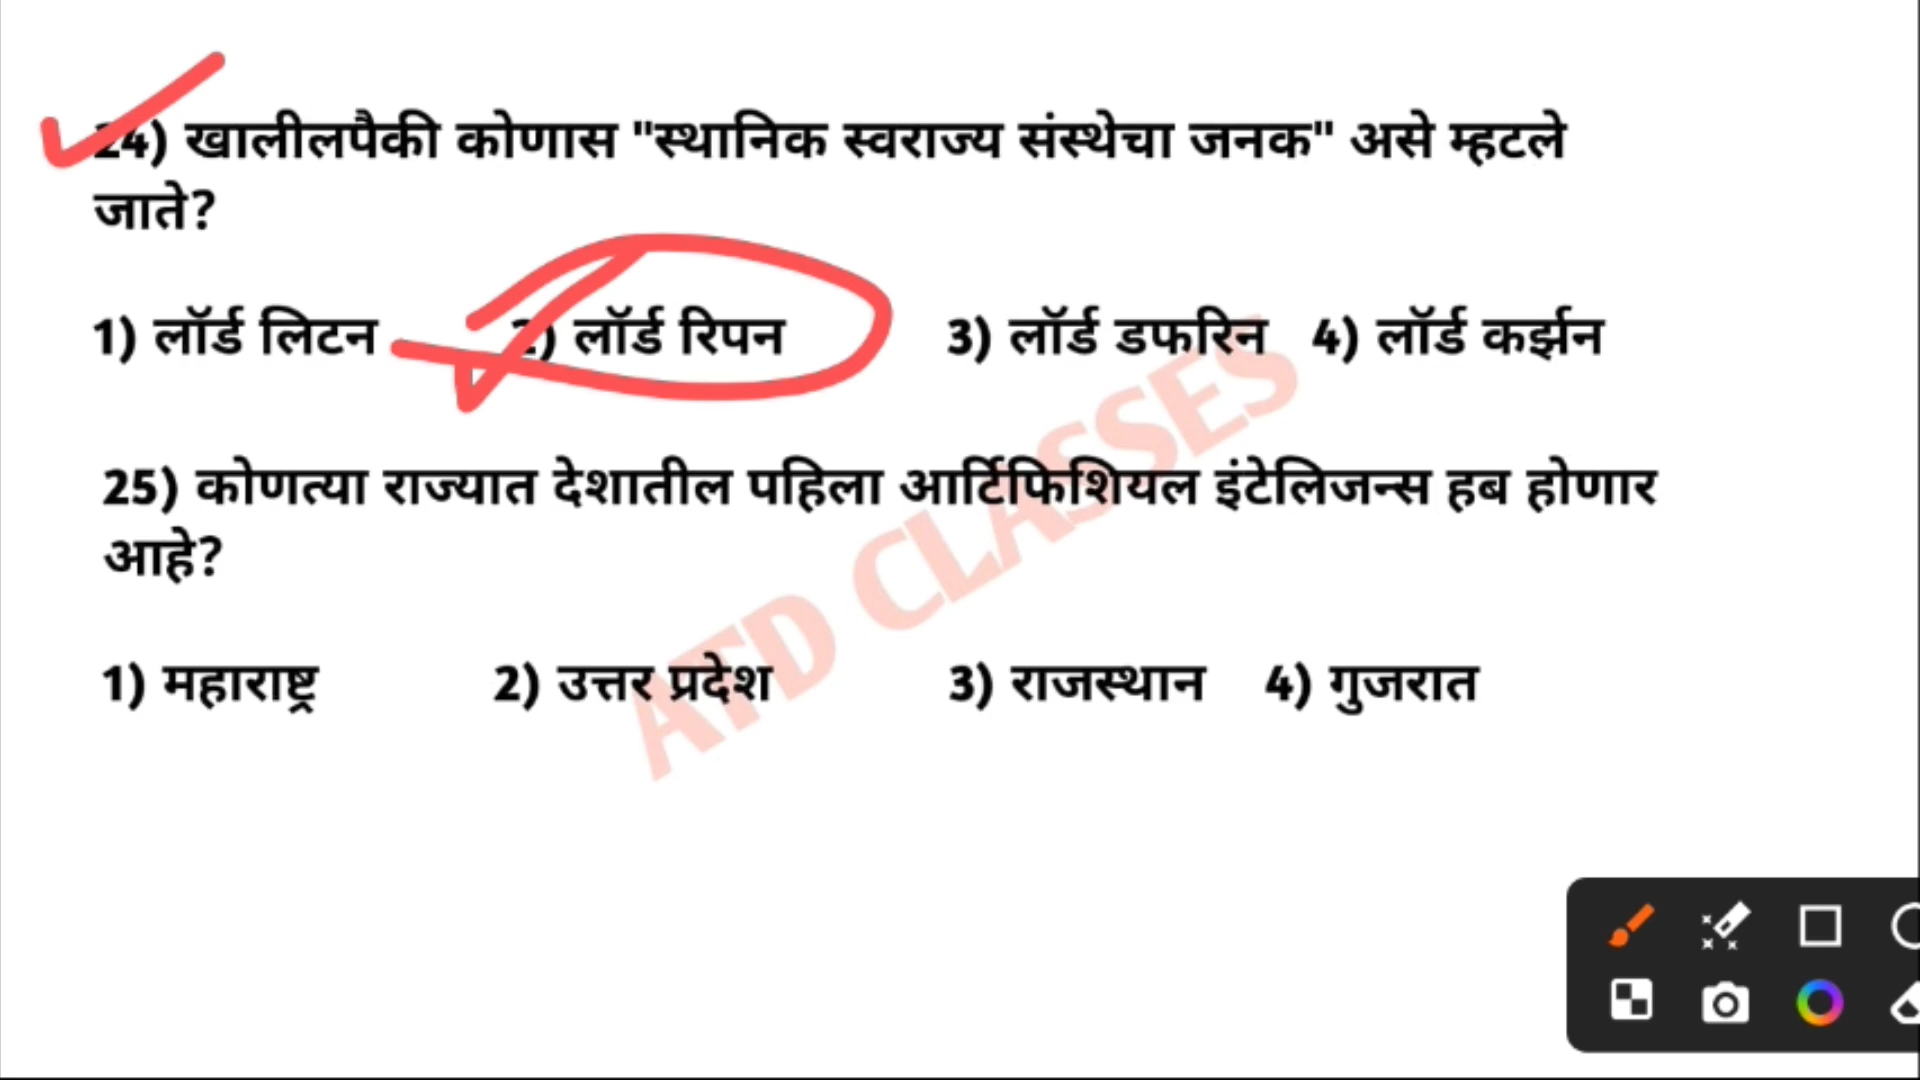 24) खालीलपैकी कोणास "स्थानिक स्वराज्य संस्थेचा जनक" असे म्हटले
जाते?
1) लॉर्ड लिटन 2) लॉर्ड रिपन 3) लॉर्ड डफरिन 4) लॉर्ड कर्झन
25) कोणत्या राज्यात देशातील पहिला आर्टिफिशियल इंटेलिजन्स हब होणार
आहे?
1) महाराष्ट्र 2) उत्तर प्रदेश 3) राजस्थान 4) गुजरात
ATD CLASSES